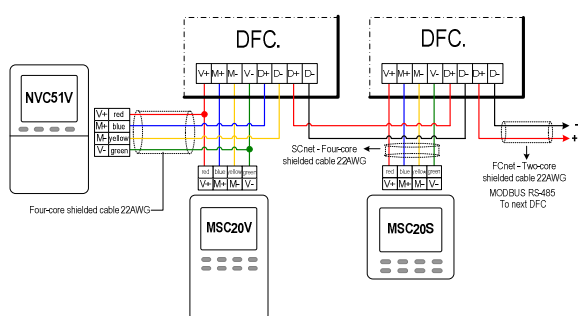 DFC.
DFC.
V+ M+ M- V- D+ D- D+ D-
V+ M+ M- V- D+ D- D+ D-
NVC51V
V+ red
M+ blue
M- yellow
V- green
-
+
SCnet - Four-core
shielded cable 22AWG
FCnet - Two-core
shielded cable 22AWG
MODBUS RS-485
To next DFC
red blue yellow green
V+ M+ M- V-
red blue yellow green
V+ M+ M- V-
Four-core shielded cable 22AWG
MSC20V
MSC20S